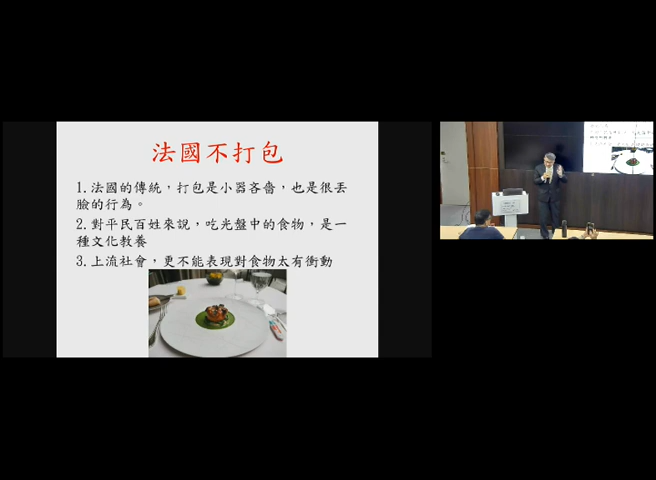 法國不打包
1.法國的傳統，打包是小器吝嗇，也是很丟
臉的行為。
2.對平民百姓來說，吃光盤中的食物，是一
種文化教養
3.上流社會，更不能表現對食物太有衝動